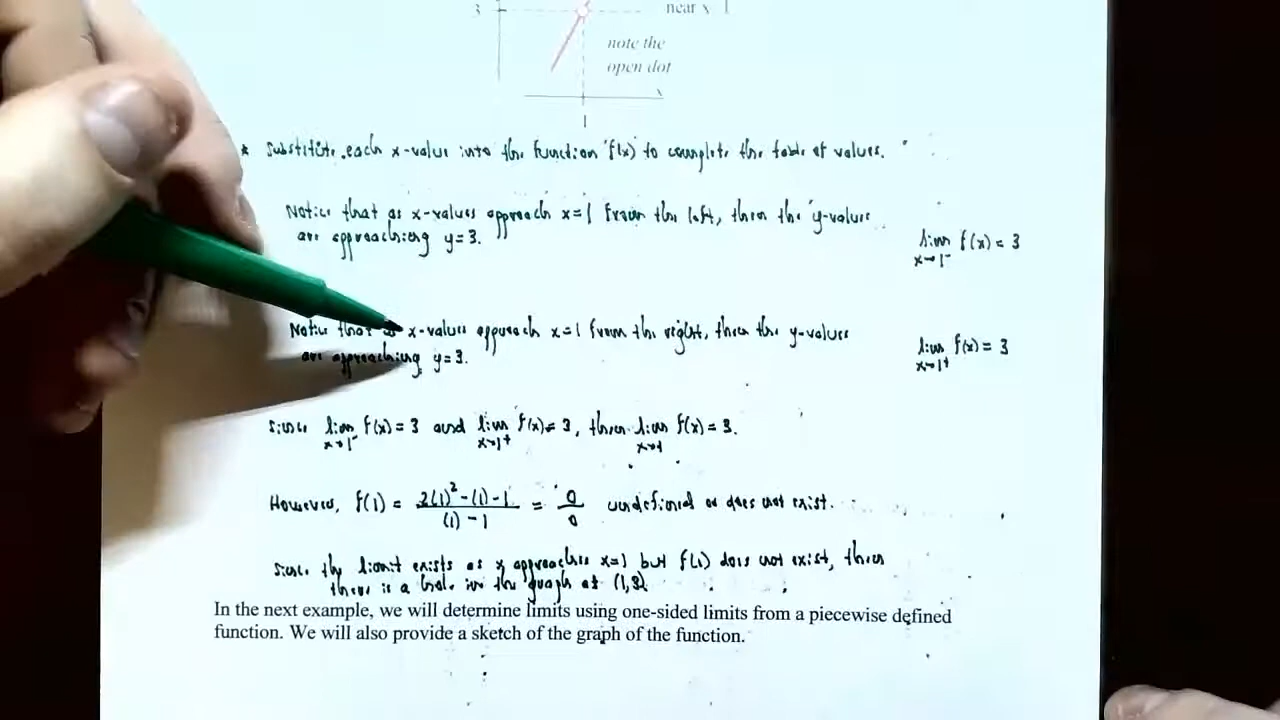 3
near x 1
note the
open dot
x
1
* Substitute each x-value into the function f(x) to complete the table of values.
Notice that as x-values approach x=1 from the left, then the y-values
are approaching y=3.
lim f(x) = 3
x→1⁻
Notice that as x-values approach x=1 from the right, then the y-values
are approaching y=3.
lim f(x) = 3
x→1⁺
Since lim f(x) = 3 and lim f(x) = 3, then lim f(x) = 3.
x→1⁻ x→1⁺ x→1
However, f(1) = 2(1)²-(1)-1 / (1)-1 = 0/0 undefined or does not exist.
Since the limit exists as x approaches x=1 but f(1) does not exist, then
there is a hole in the graph at (1,3).
In the next example, we will determine limits using one-sided limits from a piecewise defined
function. We will also provide a sketch of the graph of the function.